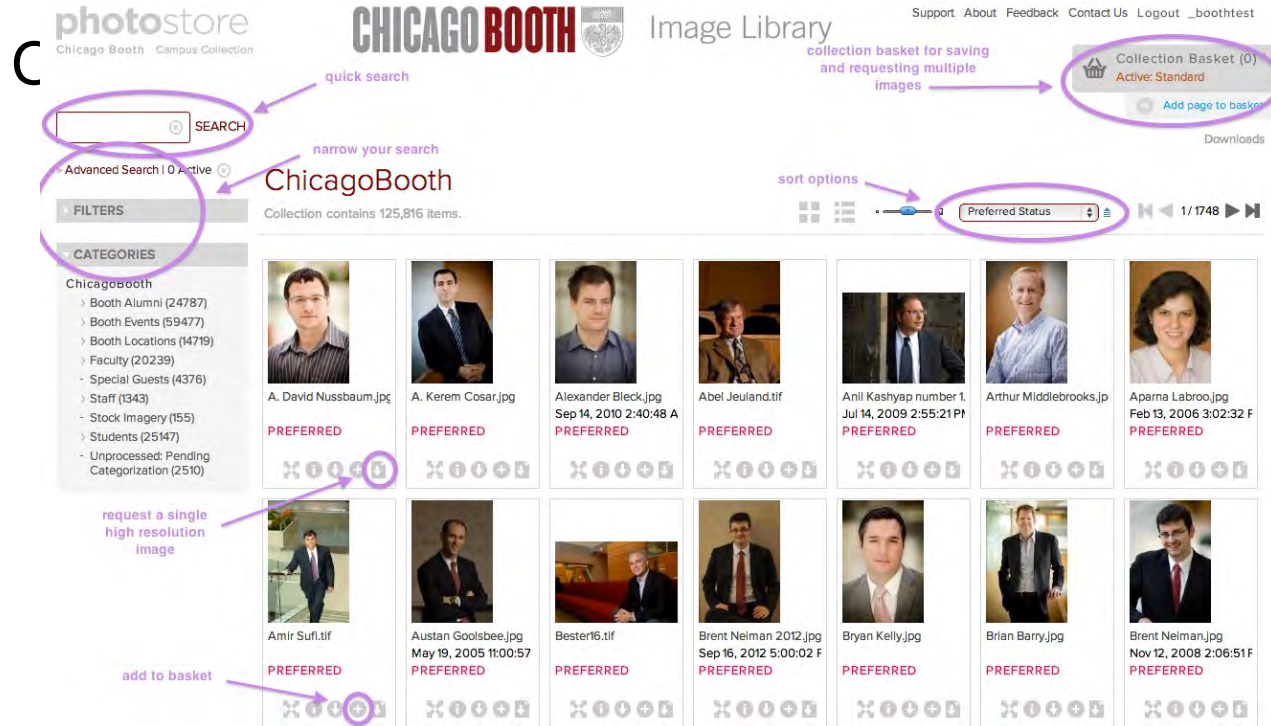 photostore
Chicago Booth Campus Collection
CHICAGO BOOTH
Image Library
Support About Feedback Contact Us Logout _boothtest
C
quick search
collection basket for saving
and requesting multiple
images
Collection Basket (0)
Active: Standard
Add page to basket
Downloads
SEARCH
narrow your search
Advanced Search | 0 Active
ChicagoBooth
sort options
FILTERS
Collection contains 125,816 items.
Preferred Status
1/ 1748
CATEGORIES
ChicagoBooth
Booth Alumni (24787)
Booth Events (59477)
Booth Locations (14719)
Faculty (20239)
- Special Guests (4376)
Staff (1343)
- Stock Imagery (155)
Students (25147)
- Unprocessed: Pending
Categorization (2510)
A. David Nussbaum.jpg
PREFERRED
A. Kerem Cosar.jpg
PREFERRED
Alexander Bleck.jpg
Sep 14, 2010 2:40:48 A
PREFERRED
Abel Jeuland.tif
PREFERRED
Anil Kashyap number 1.
Jul 14, 2009 2:55:21 PM
PREFERRED
Arthur Middlebrooks.jp
PREFERRED
Aparna Labroo.jpg
Feb 13, 2006 3:02:32 F
PREFERRED
request a single
high resolution
image
Amir Sufi.tif
PREFERRED
Austan Goolsbee.jpg
May 19, 2005 11:00:57
PREFERRED
Bester16.tif
PREFERRED
Brent Neiman 2012.jpg
Sep 16, 2012 5:00:02 F
PREFERRED
Bryan Kelly.jpg
PREFERRED
Brian Barry.jpg
PREFERRED
Brent Neiman.jpg
Nov 12, 2008 2:06:51 F
PREFERRED
add to basket